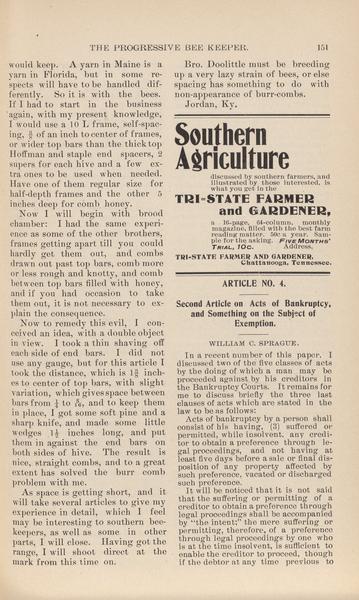 THE PROGRESSIVE BEE KEEPER. 151
would keep. A yarn in Maine is a
yarn in Florida, but in some re-
spects will have to be handled dif-
ferently. So it is with the bees.
If I had to start in the business
again, with my present knowledge,
I would use a 10 L frame, self-spac-
ing, of an inch to center of frames,
or wider top bars than the thick top
Hoffman and staple end spacers, 2
supers for each hive and a few ex-
tra ones to be used when needed.
Have one of them regular size for
half-depth frames and the other 5
inches deep for comb honey.
Now I will begin with brood
chamber: I had the same experi-
ence as some of the other brothers,
frames getting apart till you could
hardly get them out, and combs
drawn out past top bars, comb more
or less rough and knotty, and comb
between top bars filled with honey,
and if you had occasion to take
them out, it is not necessary to ex-
plain the consequence.
Now to remedy this evil, I con-
ceived an idea, with a double object
in view. I took a thin shaving off
each side of end bars. I did not
use any gauge, but for this article I
took the distance, which is inch-
es to center of top bars, with slight
variation, which gives space between
bars from to and to keep them
in place, I got some soft pine and a
sharp knife, and made some little
wedges 1½ inches long, and put
them in against the end bars on
both sides of hive. The result is
nice, straight combs, and to a great
extent has solved the burr comb
problem with me.
As space is getting short, and it
will take several articles to give my
experience in detail, which I feel
may be interesting to southern bee-
keepers, as well as some in other
parts, I will close. Having got the
range, I will shoot direct at the
mark from this time on.
Bro. Doolittle must be breeding
up a very lazy strain of bees, or else
spacing has something to do with
non-appearance of burr-combs.
Jordan, Ky.
Southern
Agriculture
discussed by southern farmers, and
illustrated by those interested, is
what you get in the
TRI-STATE FARMER
and GARDENER,
a 16-page, 64-column, monthly
magazine, filled with the best farm
reading matter. 50c a year. Sam-
ple for the asking. FIVE MONTHS'
TRIAL, 10c. Address,
TRI-STATE FARMER AND GARDENER,
Chattanooga, Tennessee.
ARTICLE NO. 4.
Second Article on Acts of Bankruptcy,
and Something on the Subject of
Exemption.
WILLIAM C. SPRAGUE.
In a recent number of this paper. I
discussed two of the five classes of acts
by the doing of which a man may be
proceeded against by his creditors in
the Bankruptcy Courts. It remains for
me to discuss briefly the three last
clauses of acts which are stated in the
law to be as follows:
Acts of bankruptcy by a person shall
consist of his having, (3) suffered or
permitted, while insolvent, any credi-
tor to obtain a preference through le-
gal proceedings, and not having at
least five days before a sale or final dis-
position of any property affected by
such preference, vacated or discharged
such preference.
It will be noticed that it is not said
that the suffering or permitting of a
creditor to obtain a preference through
legal proceedings shall be accompanied
by "the intent;" the mere suffering or
permitting, therefore, of a preference
through legal proceedings by one who
is at the time insolvent, is sufficient to
enable the creditor to proceed, though
if the debtor at any time previous to